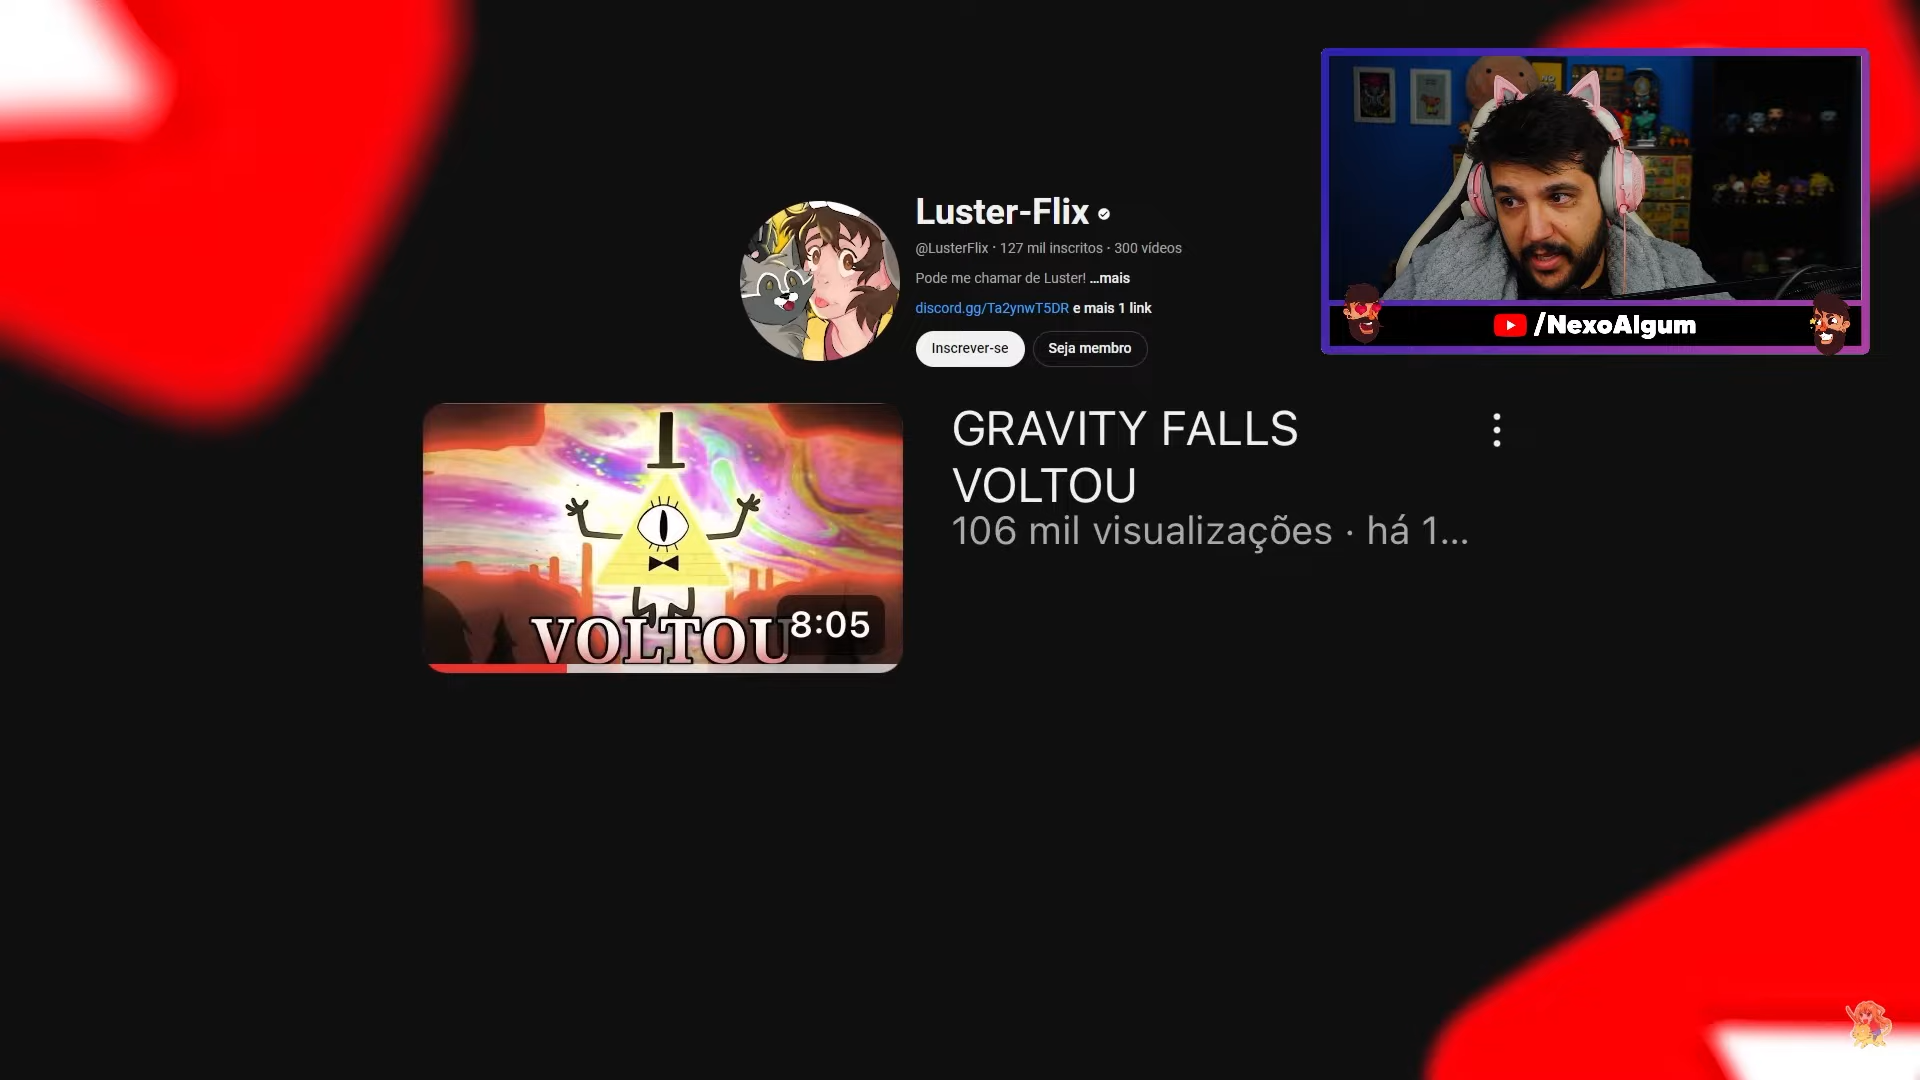 Luster-Flix
@LusterFlix · 127 mil inscritos · 300 vídeos
Pode me chamar de Luster! ...mais
discord.gg/Ta2ynwT5DR e mais 1 link
Inscrever-se
Seja membro
/NexoAlgum
GRAVITY FALLS
VOLTOU
106 mil visualizações · há 1...
VOLTOU
8:05